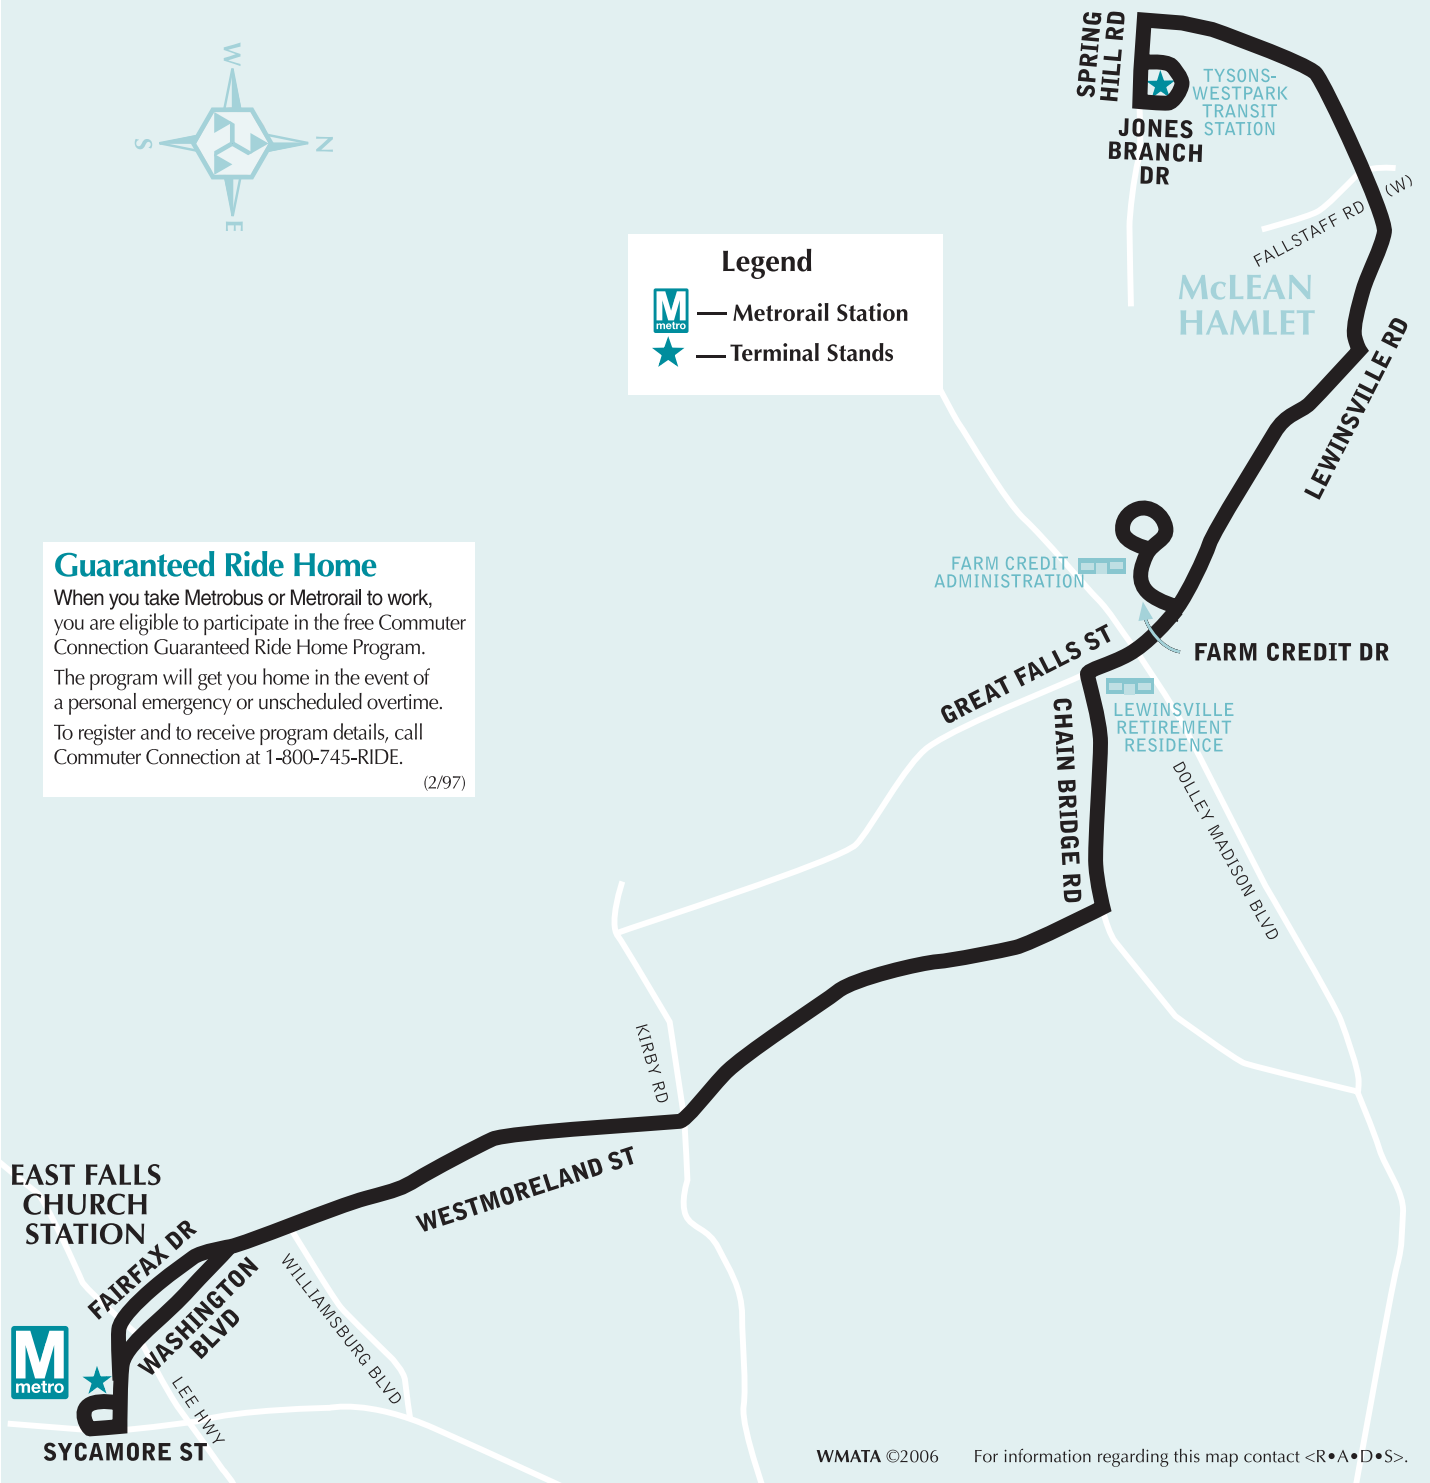 W
N
S
E
SPRING
HILL RD
TYSONS-
WESTPARK
TRANSIT
STATION
JONES
BRANCH
DR
FALLSTAFF RD
(W)
McLEAN
HAMLET
LEWINSVILLE RD
Legend
M
metro
Metrorail Station
Terminal Stands
Guaranteed Ride Home
When you take Metrobus or Metrorail to work,
you are eligible to participate in the free Commuter
Connection Guaranteed Ride Home Program.
The program will get you home in the event of
a personal emergency or unscheduled overtime.
To register and to receive program details, call
Commuter Connection at 1-800-745-RIDE.
(2/97)
FARM CREDIT
ADMINISTRATION
FARM CREDIT DR
GREAT FALLS ST
CHAIN BRIDGE RD
LEWINSVILLE
RETIREMENT
RESIDENCE
DOLLEY MADISON BLVD
KIRBY RD
WESTMORELAND ST
EAST FALLS
CHURCH
STATION
FAIRFAX DR
WASHINGTON
BLVD
WILLIAMSBURG BLVD
M
metro
LEE HWY
SYCAMORE ST
WMATA ©2006
For information regarding this map contact <R•A•D•S>.